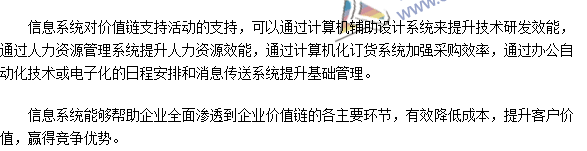 信息系统对价值链支持活动的支持，可以通过计算机辅助设计系统来提升技术研发效能，
通过人力资源管理系统提升人力资源效能，通过计算机化订货系统加强采购效率，通过办公自
动化技术或电子化的日程安排和消息传送系统提升基础管理。
信息系统能够帮助企业全面渗透到企业价值链的各主要环节，有效降低成本，提升客户价
值，赢得竞争优势。